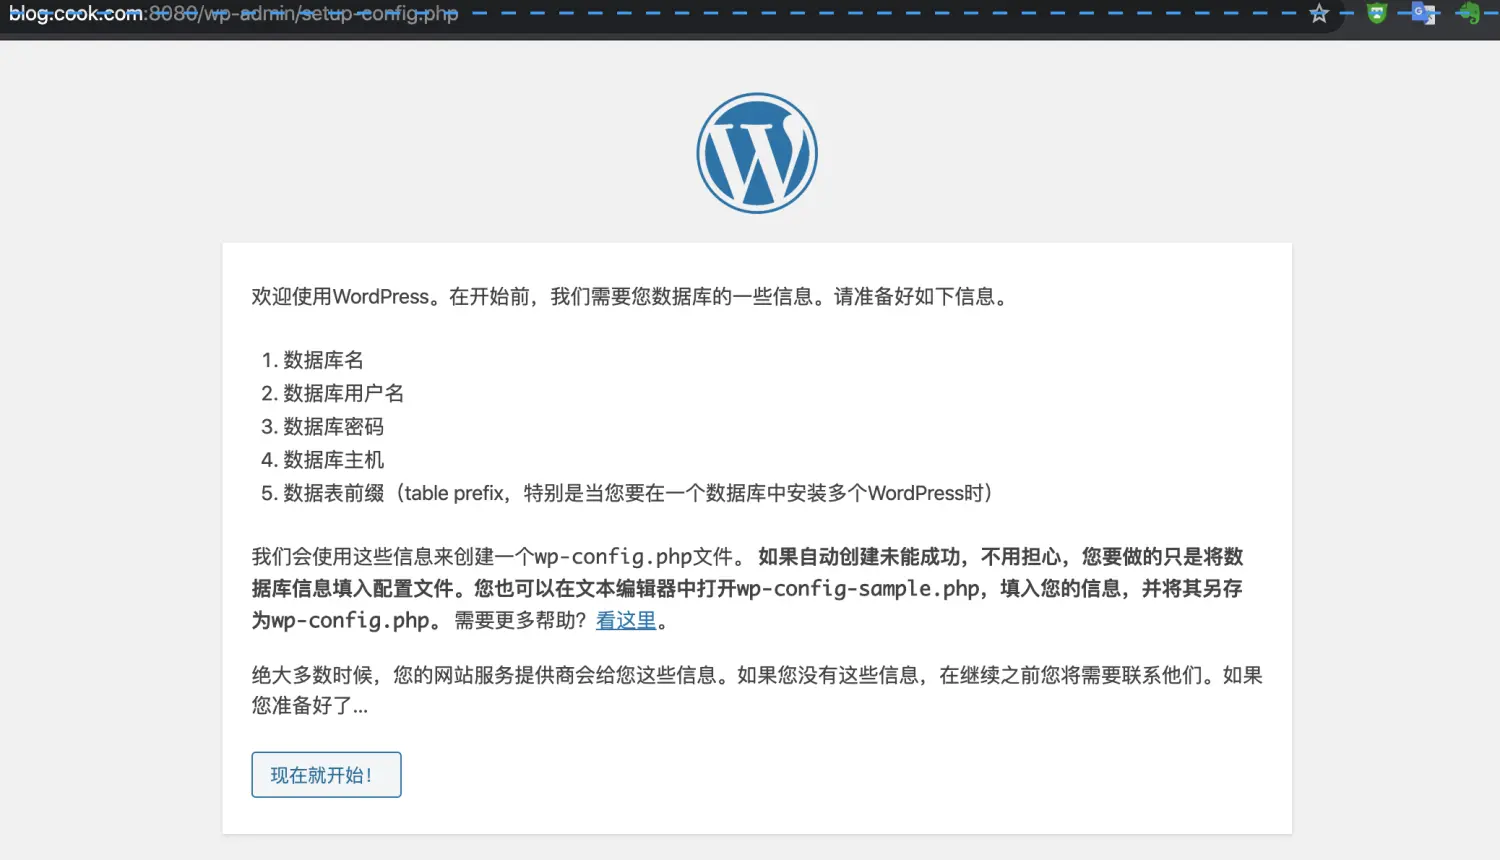 blog.cook.com:8080/wp-admin/setup-config.php
欢迎使用WordPress。在开始前，我们需要您数据库的一些信息。请准备好如下信息。
1. 数据库名
2. 数据库用户名
3. 数据库密码
4. 数据库主机
5. 数据表前缀（table prefix，特别是当您要在一个数据库中安装多个WordPress时）
我们会使用这些信息来创建一个wp-config.php文件。 如果自动创建未能成功，不用担心，您要做的只是将数
据库信息填入配置文件。您也可以在文本编辑器中打开wp-config-sample.php，填入您的信息，并将其另存
为wp-config.php。 需要更多帮助？看这里。
绝大多数时候，您的网站服务提供商会给您这些信息。如果您没有这些信息，在继续之前您将需要联系他们。如果
您准备好了...
现在就开始！